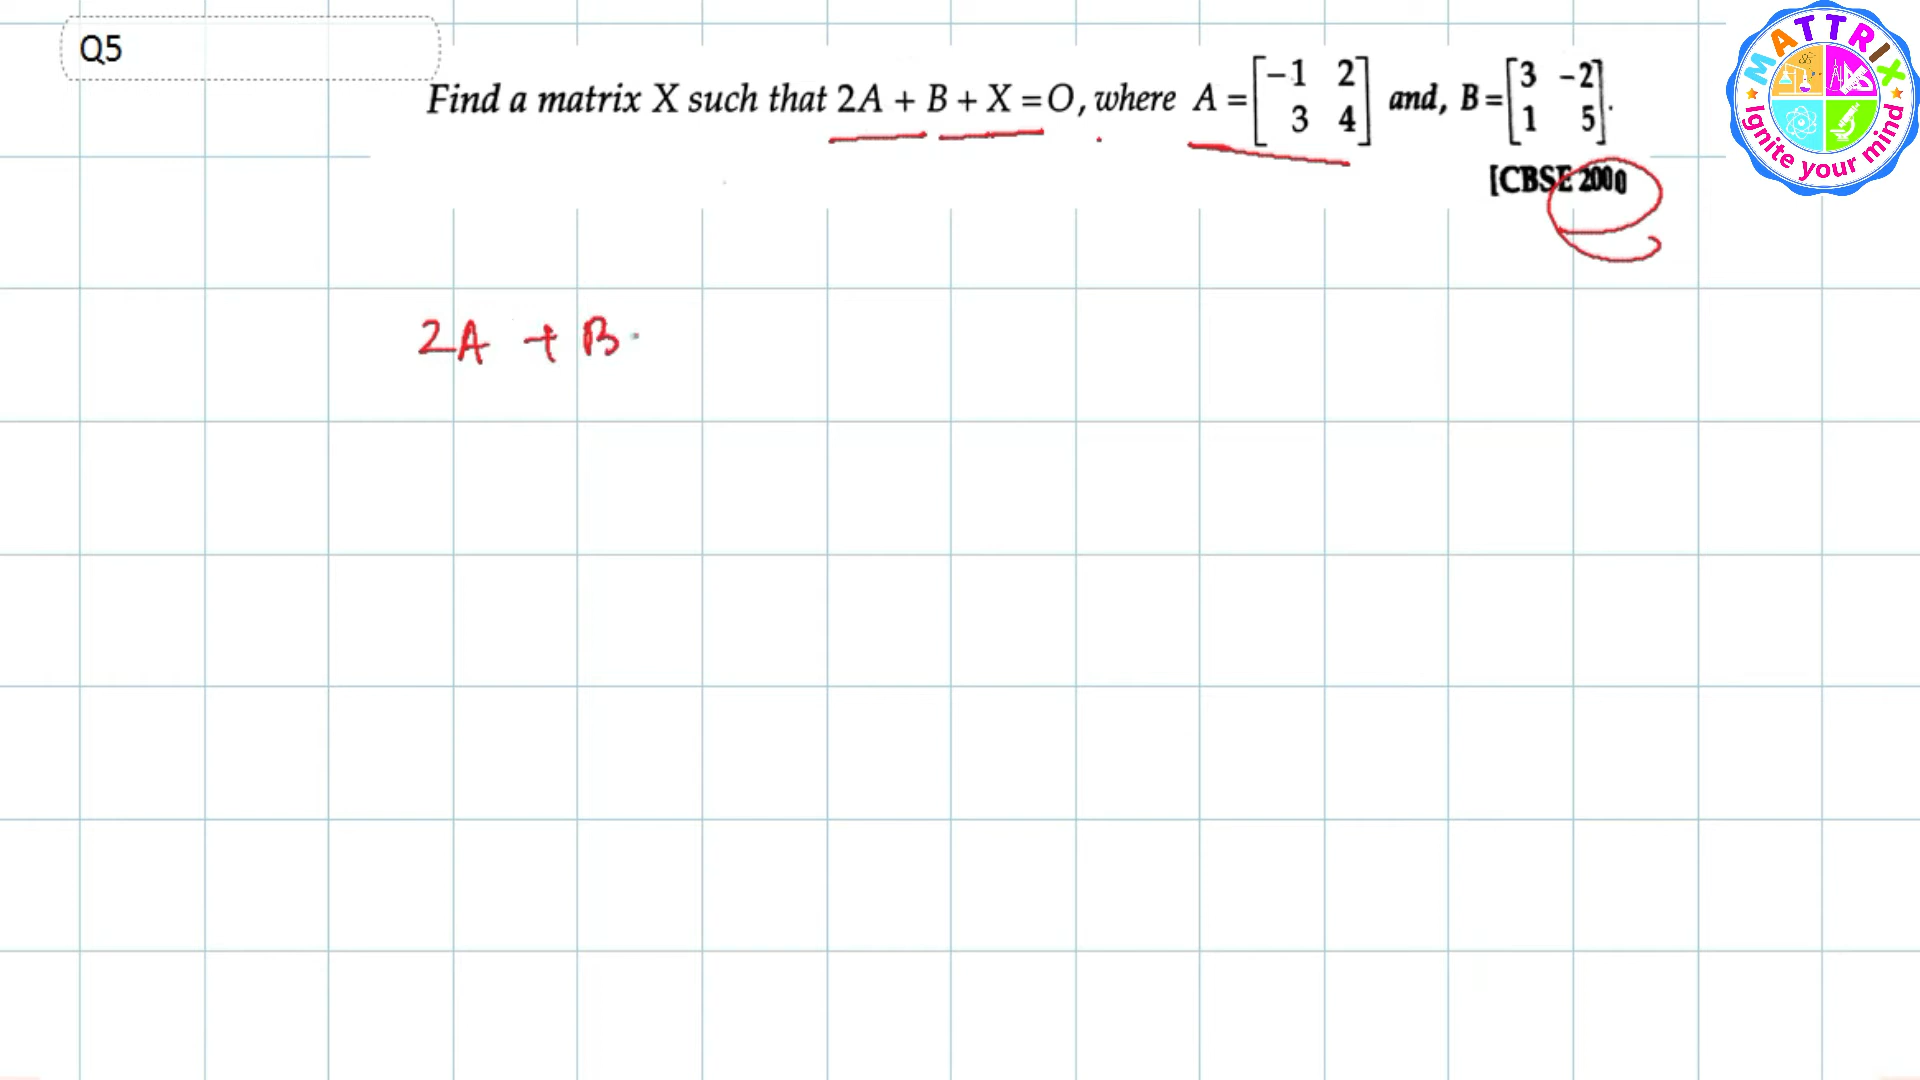 Q5
Find a matrix X such that 2A + B + X = O, where A = [−1 2 and, B = [3 −2
3 4] 1 5].
[CBSE 2000
2A + B
MATTRIX
Ignite your mind